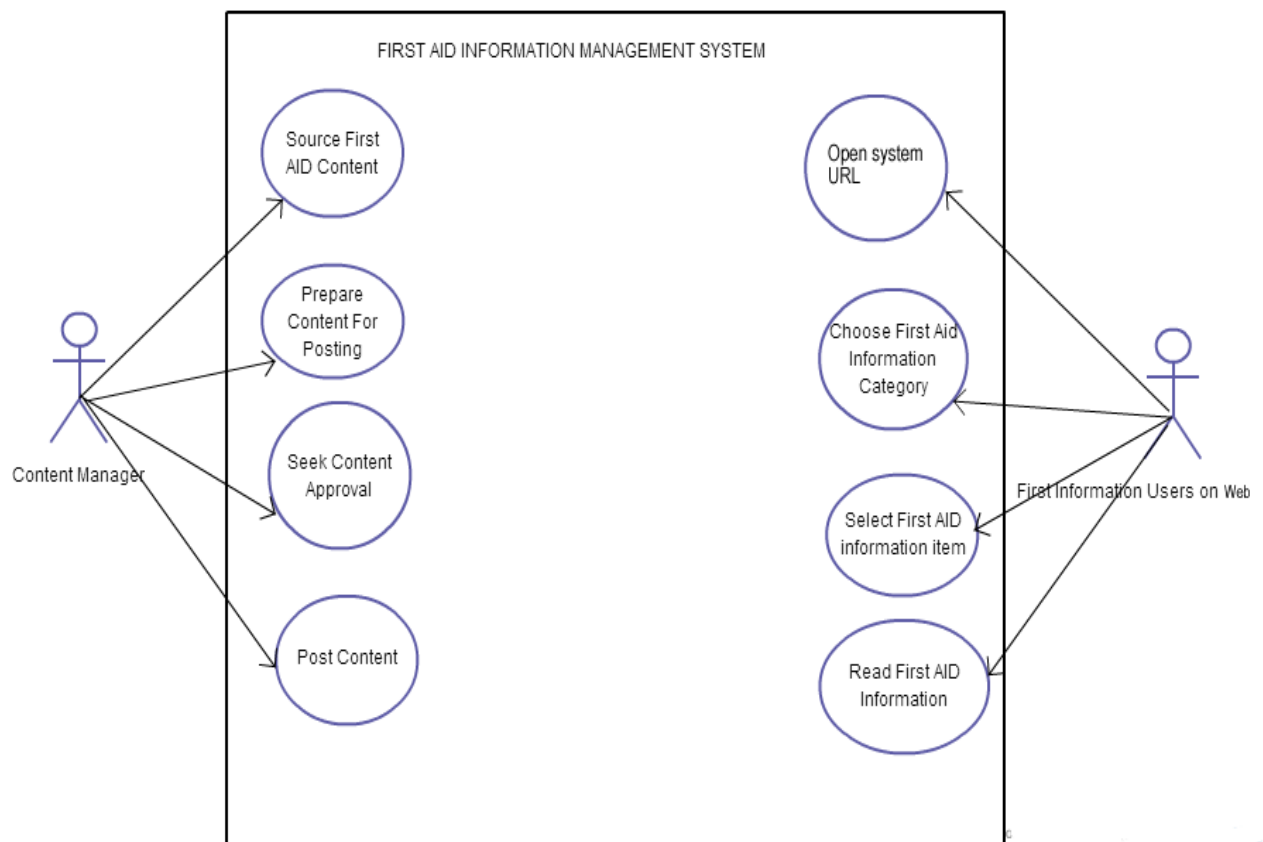 FIRST AID INFORMATION MANAGEMENT SYSTEM
Source First
AID Content
Prepare
Content For
Posting
Seek Content
Approval
Post Content
Content Manager
Open system
URL
Choose First Aid
Information
Category
Select First AID
information item
Read First AID
Information
First Information Users on Web